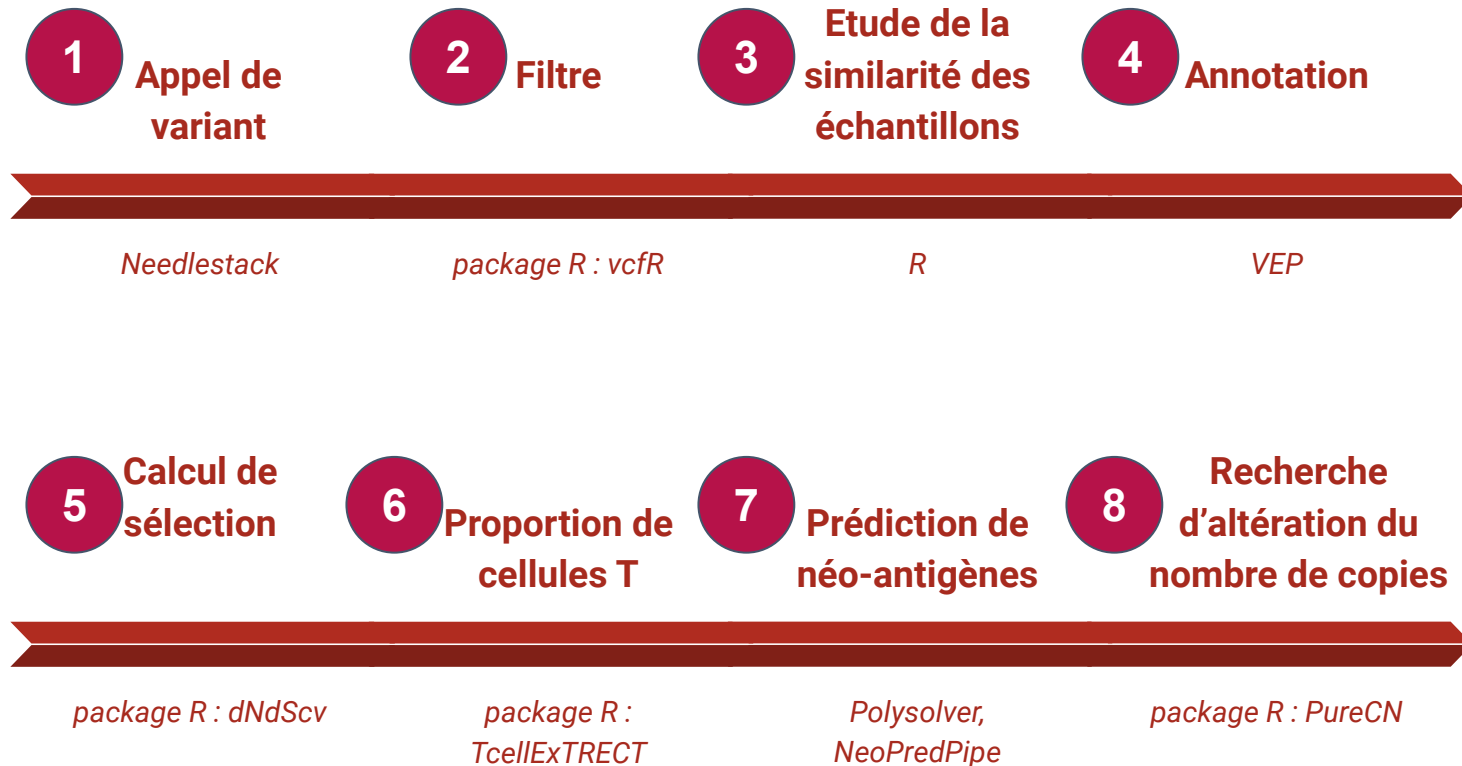 1
Appel de
variant
2
Filtre
3
Etude de la
similarité des
échantillons
4
Annotation
Needlestack
package R : vcfR
R
VEP
5
Calcul de
sélection
6
Proportion de
cellules T
7
Prédiction de
néo-antigènes
8
Recherche
d’altération du
nombre de copies
package R : dNdScv
package R :
TcellExTRECT
Polysolver,
NeoPredPipe
package R : PureCN